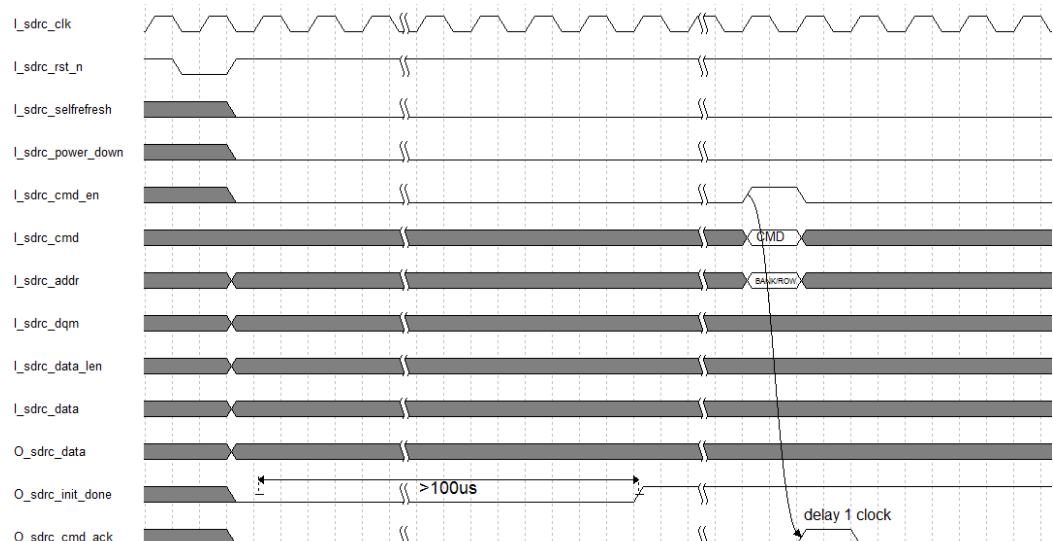 I_sdrc_clk
I_sdrc_rst_n
I_sdrc_selfrefresh
I_sdrc_power_down
I_sdrc_cmd_en
I_sdrc_cmd
CMD
I_sdrc_addr
BANK/ROW
I_sdrc_dqm
I_sdrc_data_len
I_sdrc_data
O_sdrc_data
O_sdrc_init_done
>100us
delay 1 clock
O_sdrc_cmd_ack